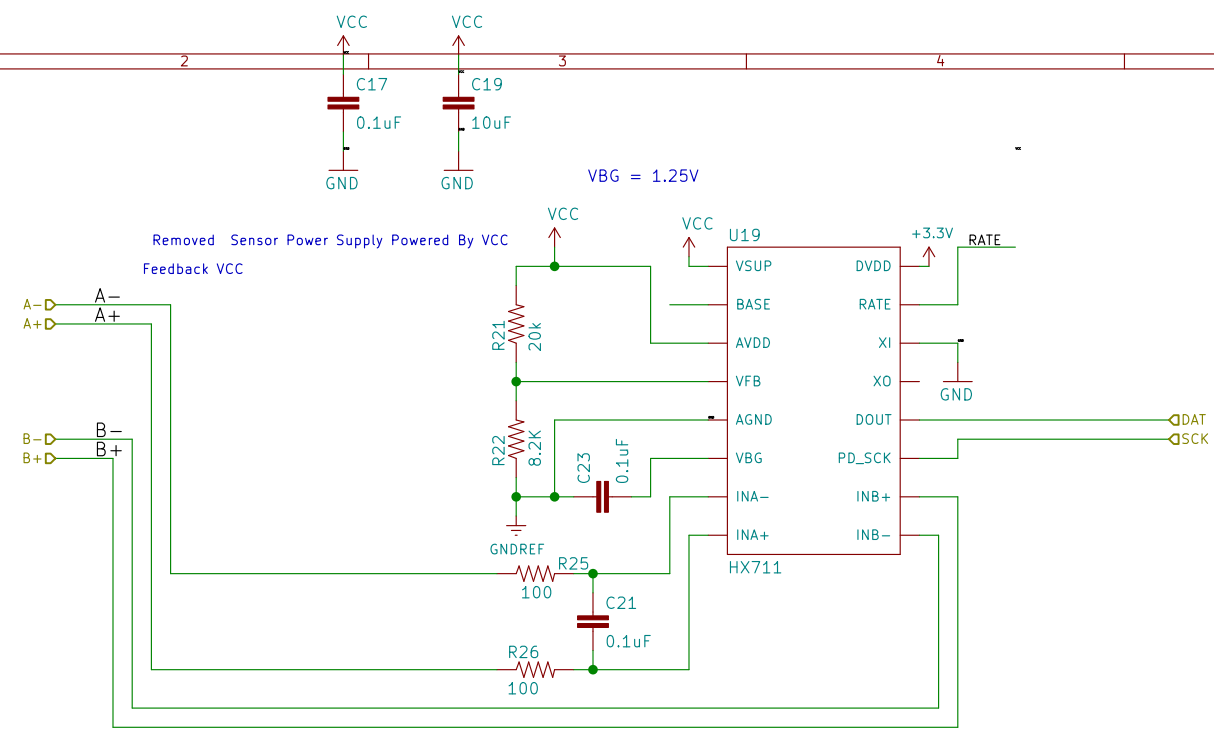 VCC VCC
2 3 4
C17 C19
0.1uF 10uF
GND GND
VBG = 1.25V
VCC VCC U19 +3.3V RATE
Removed Sensor Power Supply Powered By VCC
Feedback VCC
VSUP DVDD
BASE RATE
AVDD XI
VFB XO
AGND DOUT
VBG PD_SCK
INA- INB+
INA+ INB-
HX711
GND
DAT
SCK
A- A-
A+ A+
B- B-
B+ B+
R21 20k
R22 8.2K
C23 0.1uF
GNDREF
R25
100
C21
0.1uF
R26
100